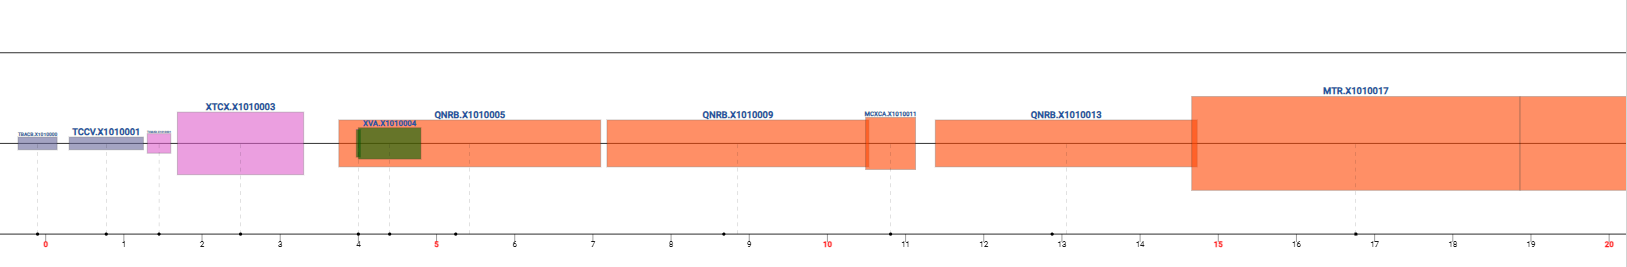 MTR.X1010017
XTCX.X1010003
QNRB.X1010005
QNRB.X1010009
MCXCA.X1010011
QNRB.X1010013
XVA.X1010004
TCCV.X1010001
0 1 2 3 4 5 6 7 8 9 10 11 12 13 14 15 16 17 18 19 20